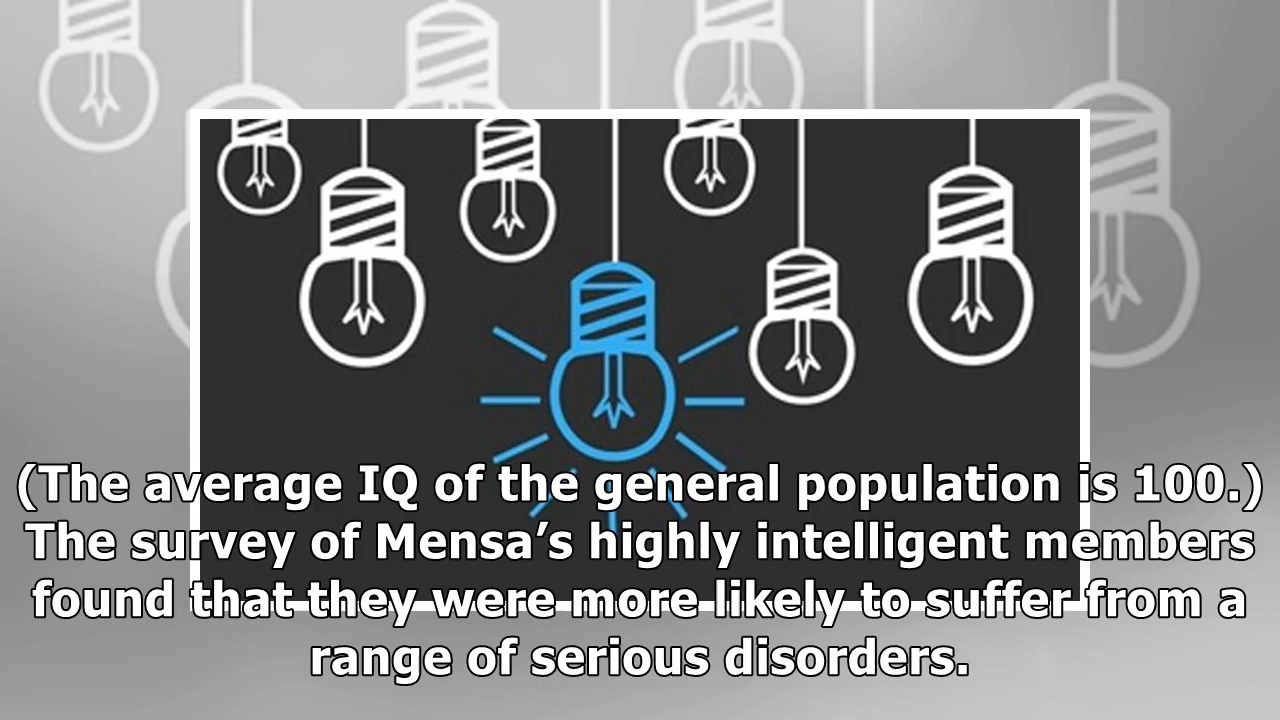 (The average IQ of the general population is 100.)
The survey of Mensa’s highly intelligent members
found that they were more likely to suffer from a
range of serious disorders.